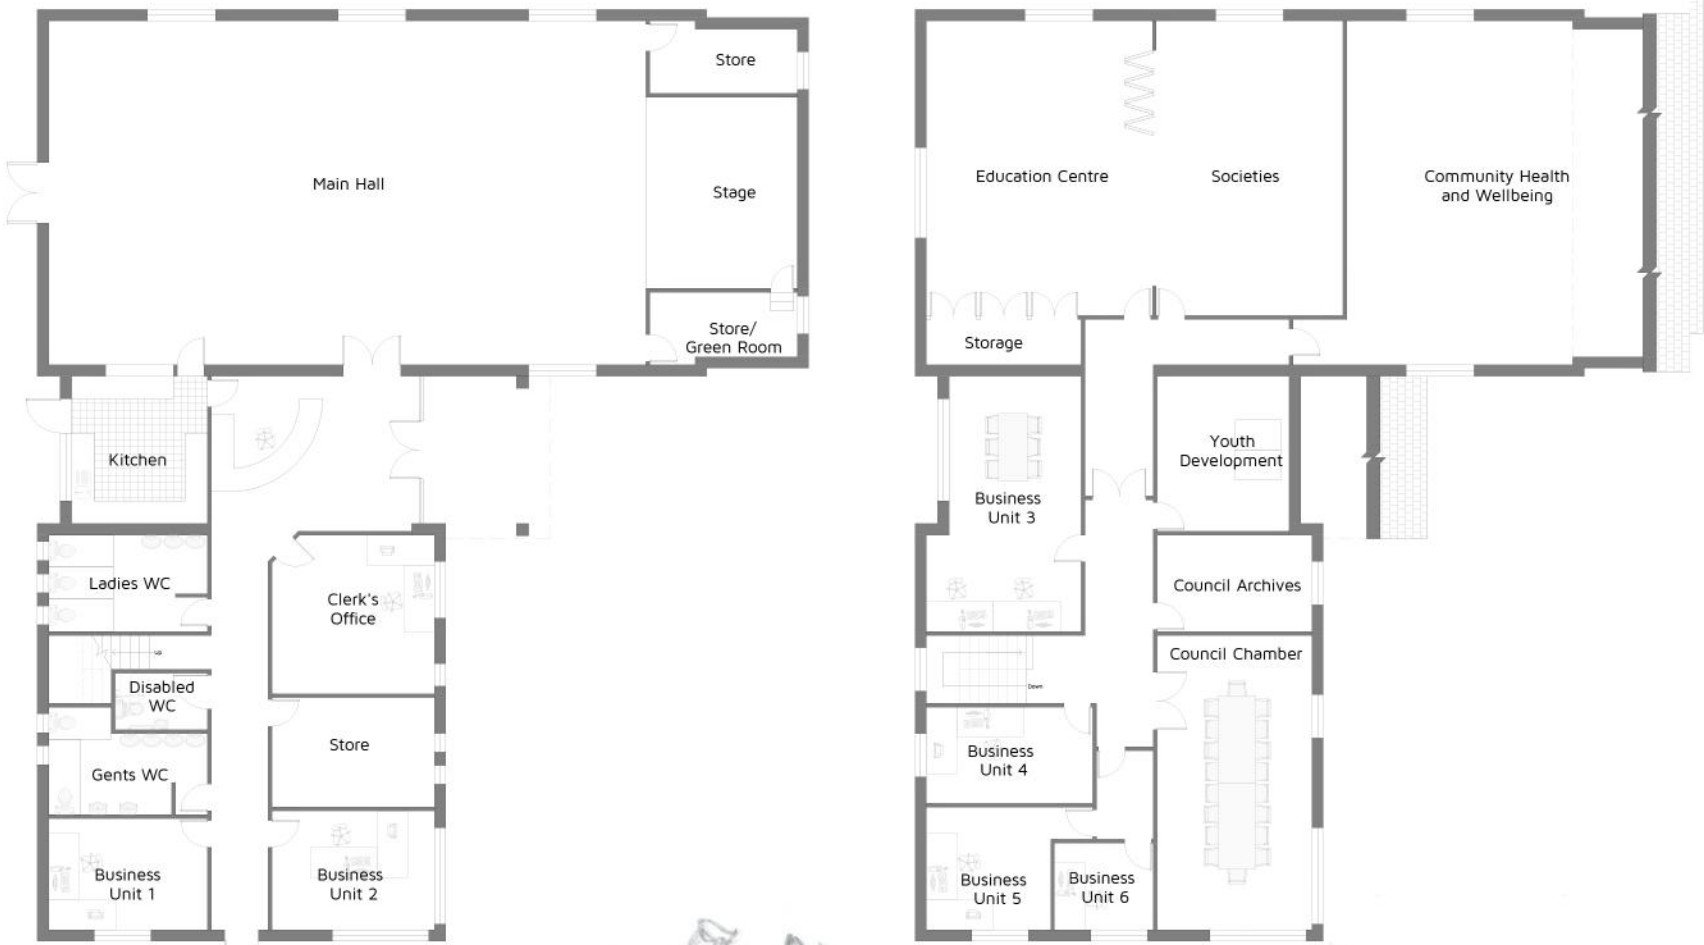 Store
Main Hall
Stage
Store/
Green Room
Kitchen
Ladies WC
Clerk's
Office
Disabled
WC
Store
Gents WC
Business
Unit 1
Business
Unit 2
Education Centre
Societies
Community Health
and Wellbeing
Storage
Youth
Development
Business
Unit 3
Council Archives
Council Chamber
Down
Business
Unit 4
Business
Unit 5
Business
Unit 6